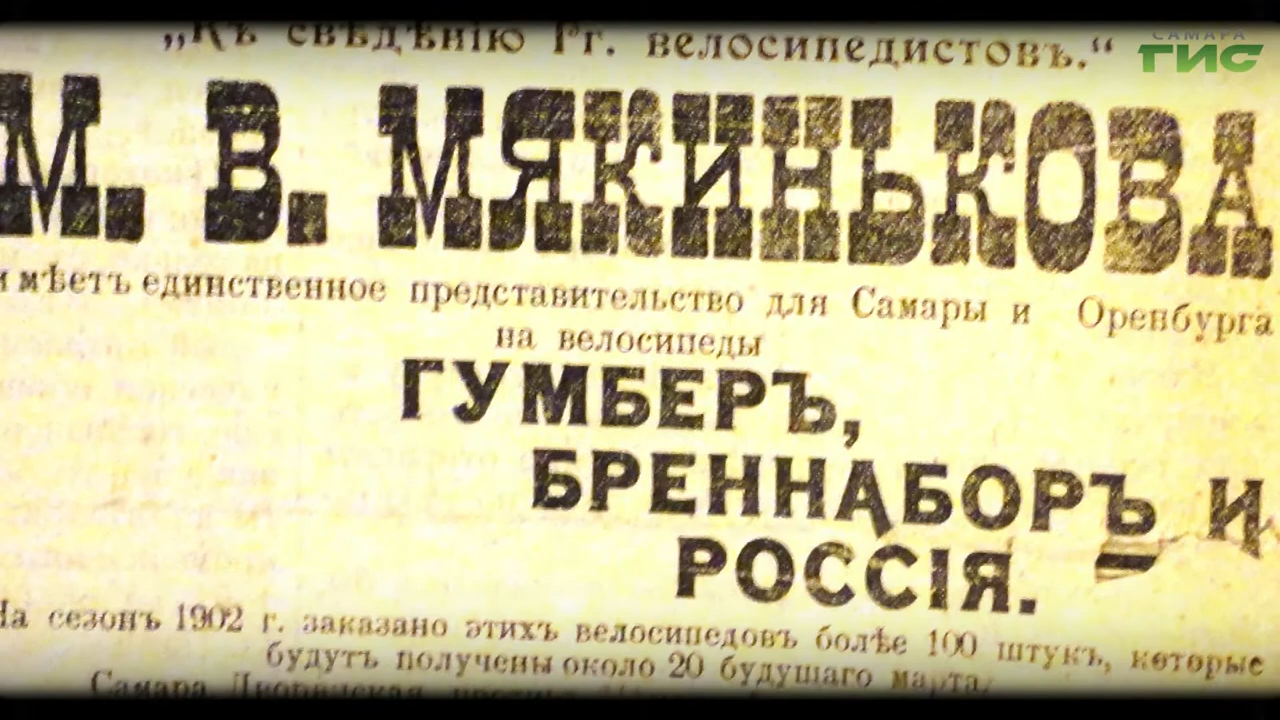 „Къ свѣдѣнію Гг. велосипедистовъ.“
САМАРА
ГИС
М. В. МЯКИНЬКОВА
имѣетъ единственное представительство для Самары и Оренбурга
на велосипеды
ГУМБЕРЪ,
БРЕННАБОРЪ И
РОССІЯ.
На сезонъ 1902 г. заказано этихъ велосипедовъ болѣе 100 штукъ, которые
будутъ получены около 20 будущаго марта.
Самара, Дворянская,